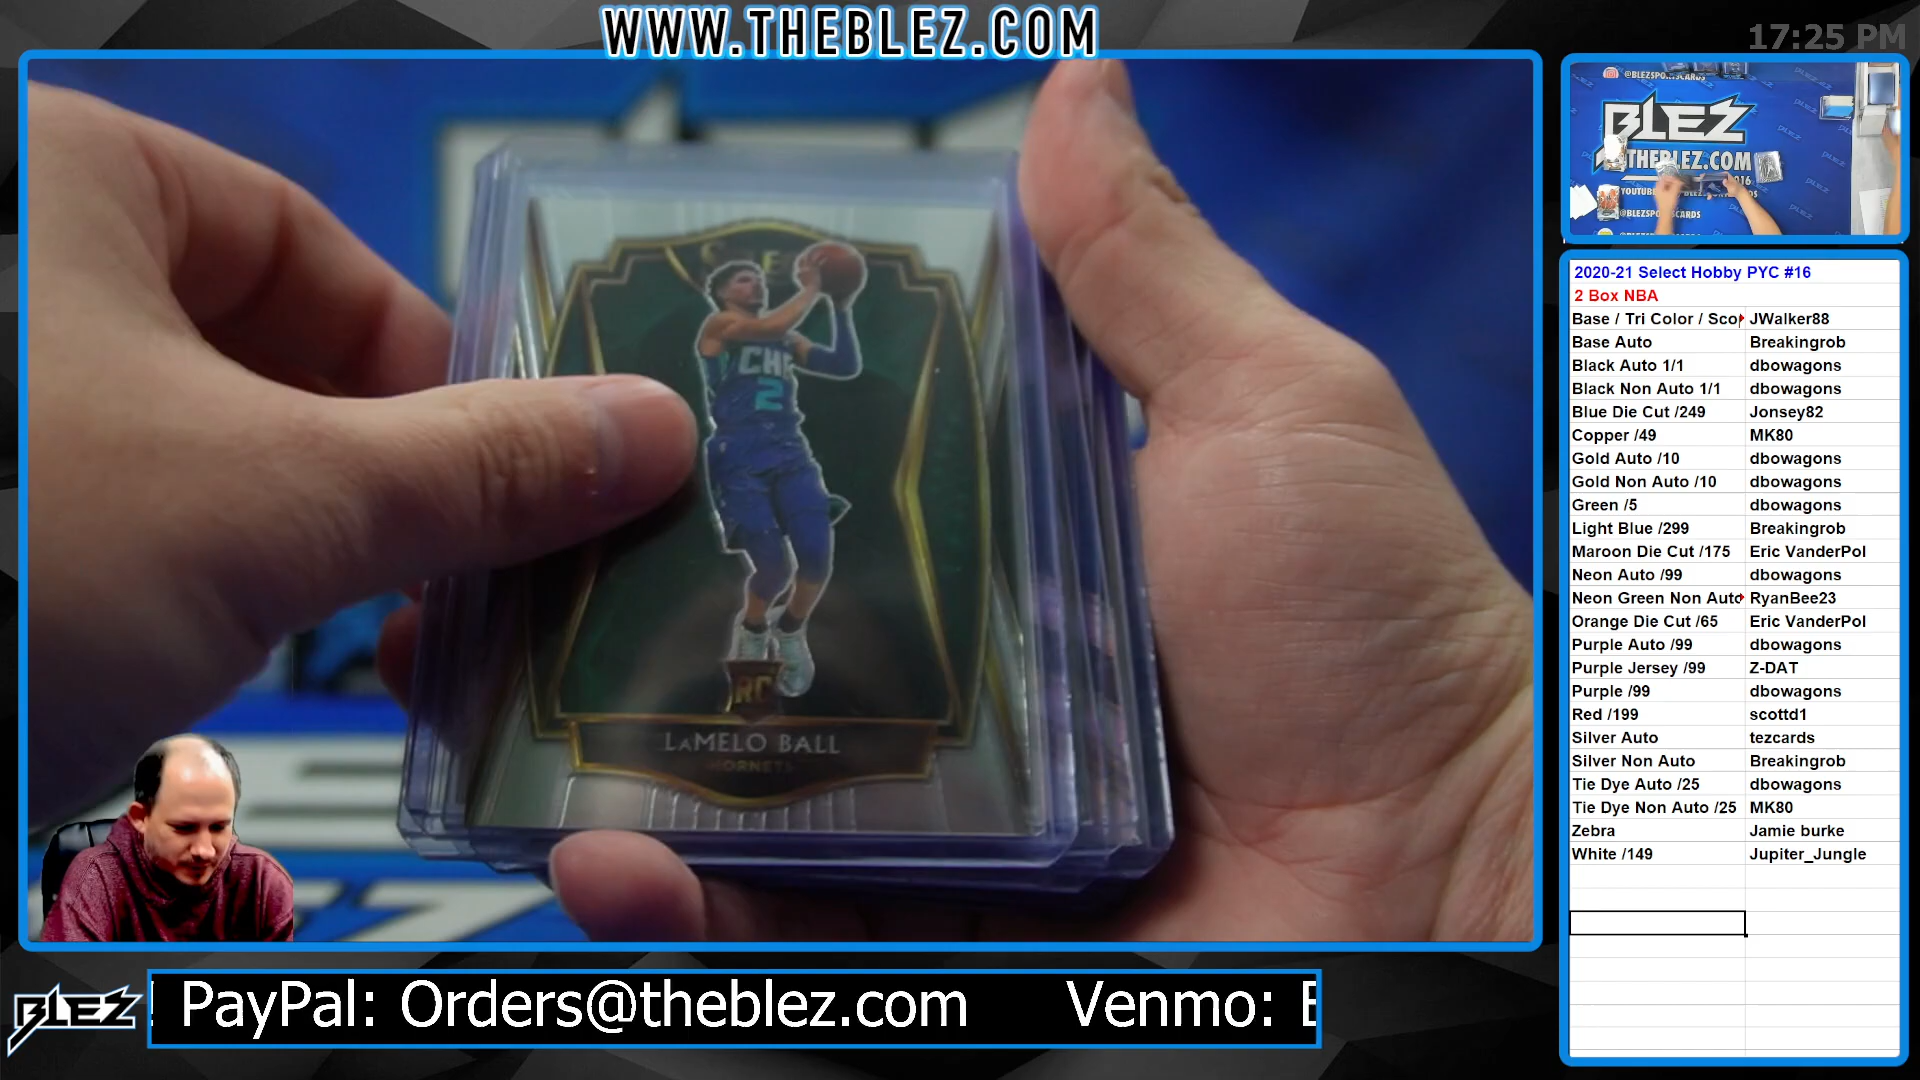 WWW.THEBLEZ.COM
17:25 PM
CHA
2
RC
LaMELO BALL
HORNETS
@BLEZSPORTSCARDS
BLEZ
THEBLEZ.COM
YOUTUBE
@BLEZSPORTSCARDS
2020-21 Select Hobby PYC #16
2 Box NBA
Base / Tri Color / Sco JWalker88
Base Auto Breakingrob
Black Auto 1/1 dbowagons
Black Non Auto 1/1 dbowagons
Blue Die Cut /249 Jonsey82
Copper /49 MK80
Gold Auto /10 dbowagons
Gold Non Auto /10 dbowagons
Green /5 dbowagons
Light Blue /299 Breakingrob
Maroon Die Cut /175 Eric VanderPol
Neon Auto /99 dbowagons
Neon Green Non Auto RyanBee23
Orange Die Cut /65 Eric VanderPol
Purple Auto /99 dbowagons
Purple Jersey /99 Z-DAT
Purple /99 dbowagons
Red /199 scottd1
Silver Auto tezcards
Silver Non Auto Breakingrob
Tie Dye Auto /25 dbowagons
Tie Dye Non Auto /25 MK80
Zebra Jamie burke
White /149 Jupiter_Jungle
BLEZ
PayPal: Orders@theblez.com Venmo: